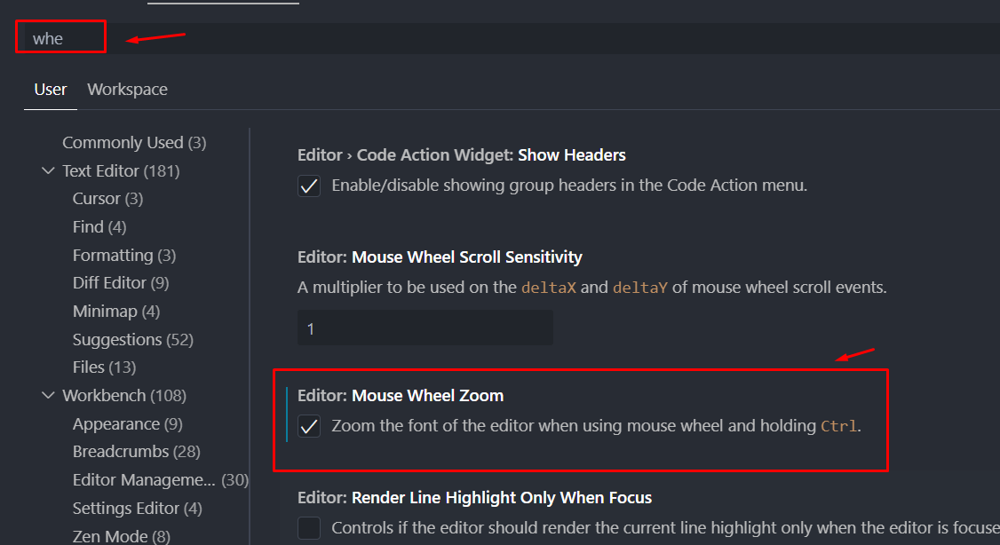 whe
User Workspace
Commonly Used (3)
Text Editor (181)
Cursor (3)
Find (4)
Formatting (3)
Diff Editor (9)
Minimap (4)
Suggestions (52)
Files (13)
Workbench (108)
Appearance (9)
Breadcrumbs (28)
Editor Manageme... (30)
Settings Editor (4)
Zen Mode (8)
Editor › Code Action Widget: Show Headers
Enable/disable showing group headers in the Code Action menu.
Editor: Mouse Wheel Scroll Sensitivity
A multiplier to be used on the deltaX and deltaY of mouse wheel scroll events.
1
Editor: Mouse Wheel Zoom
Zoom the font of the editor when using mouse wheel and holding Ctrl.
Editor: Render Line Highlight Only When Focus
Controls if the editor should render the current line highlight only when the editor is focuse